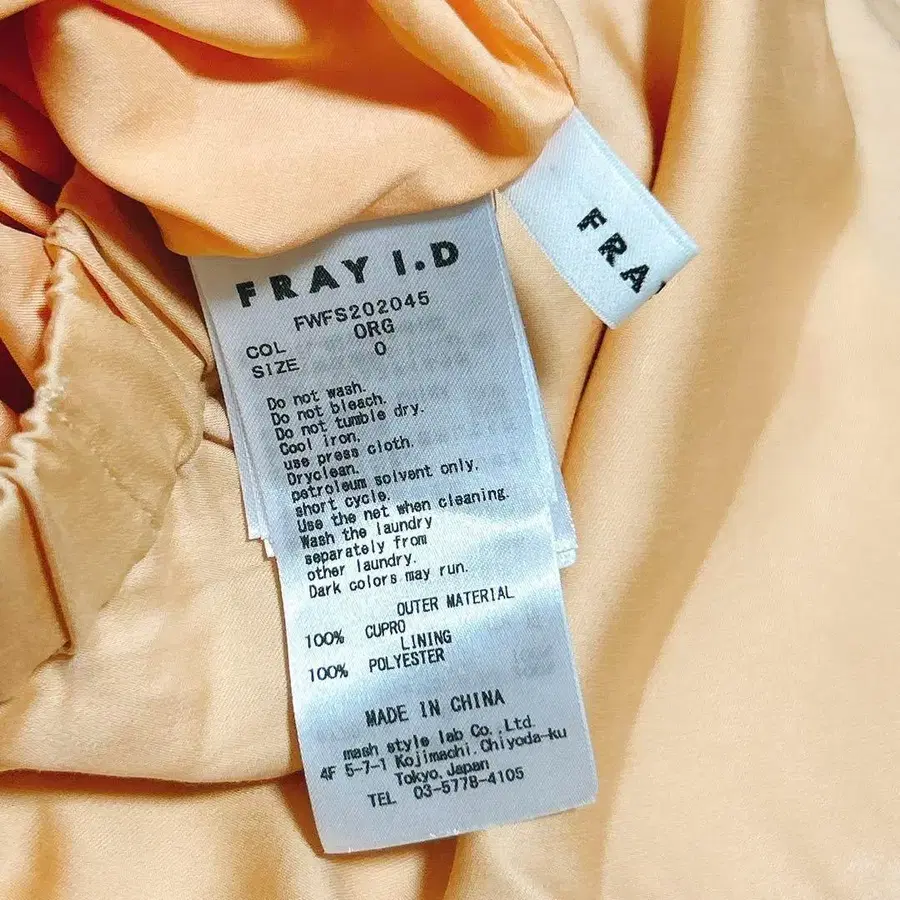 FRAY I.D
FRA
FWFS202045
COL ORG
SIZE 0
Do not wash.
Do not bleach.
Do not tumble dry.
Cool iron.
use press cloth.
Dryclean.
petroleum solvent only.
short cycle.
Use the net when cleaning.
Wash the laundry
separately from
other laundry.
Dark colors may run.
OUTER MATERIAL
100% CUPRO
LINING
100% POLYESTER
MADE IN CHINA
mash style lab Co.,Ltd.
4F 5-7-1 Kojimachi.Chiyoda-ku
Tokyo.Japan
TEL 03-5778-4105